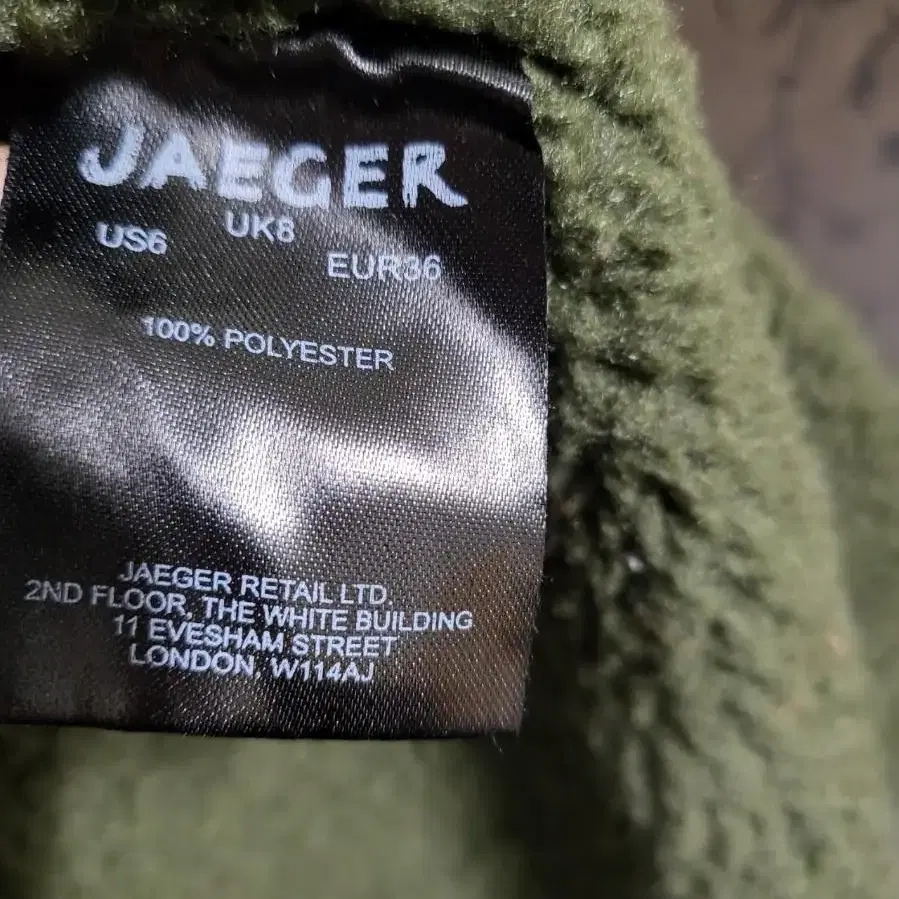 JAEGER
US6 UK8 EUR36
100% POLYESTER
JAEGER RETAIL LTD.
2ND FLOOR, THE WHITE BUILDING
11 EVESHAM STREET
LONDON, W114AJ